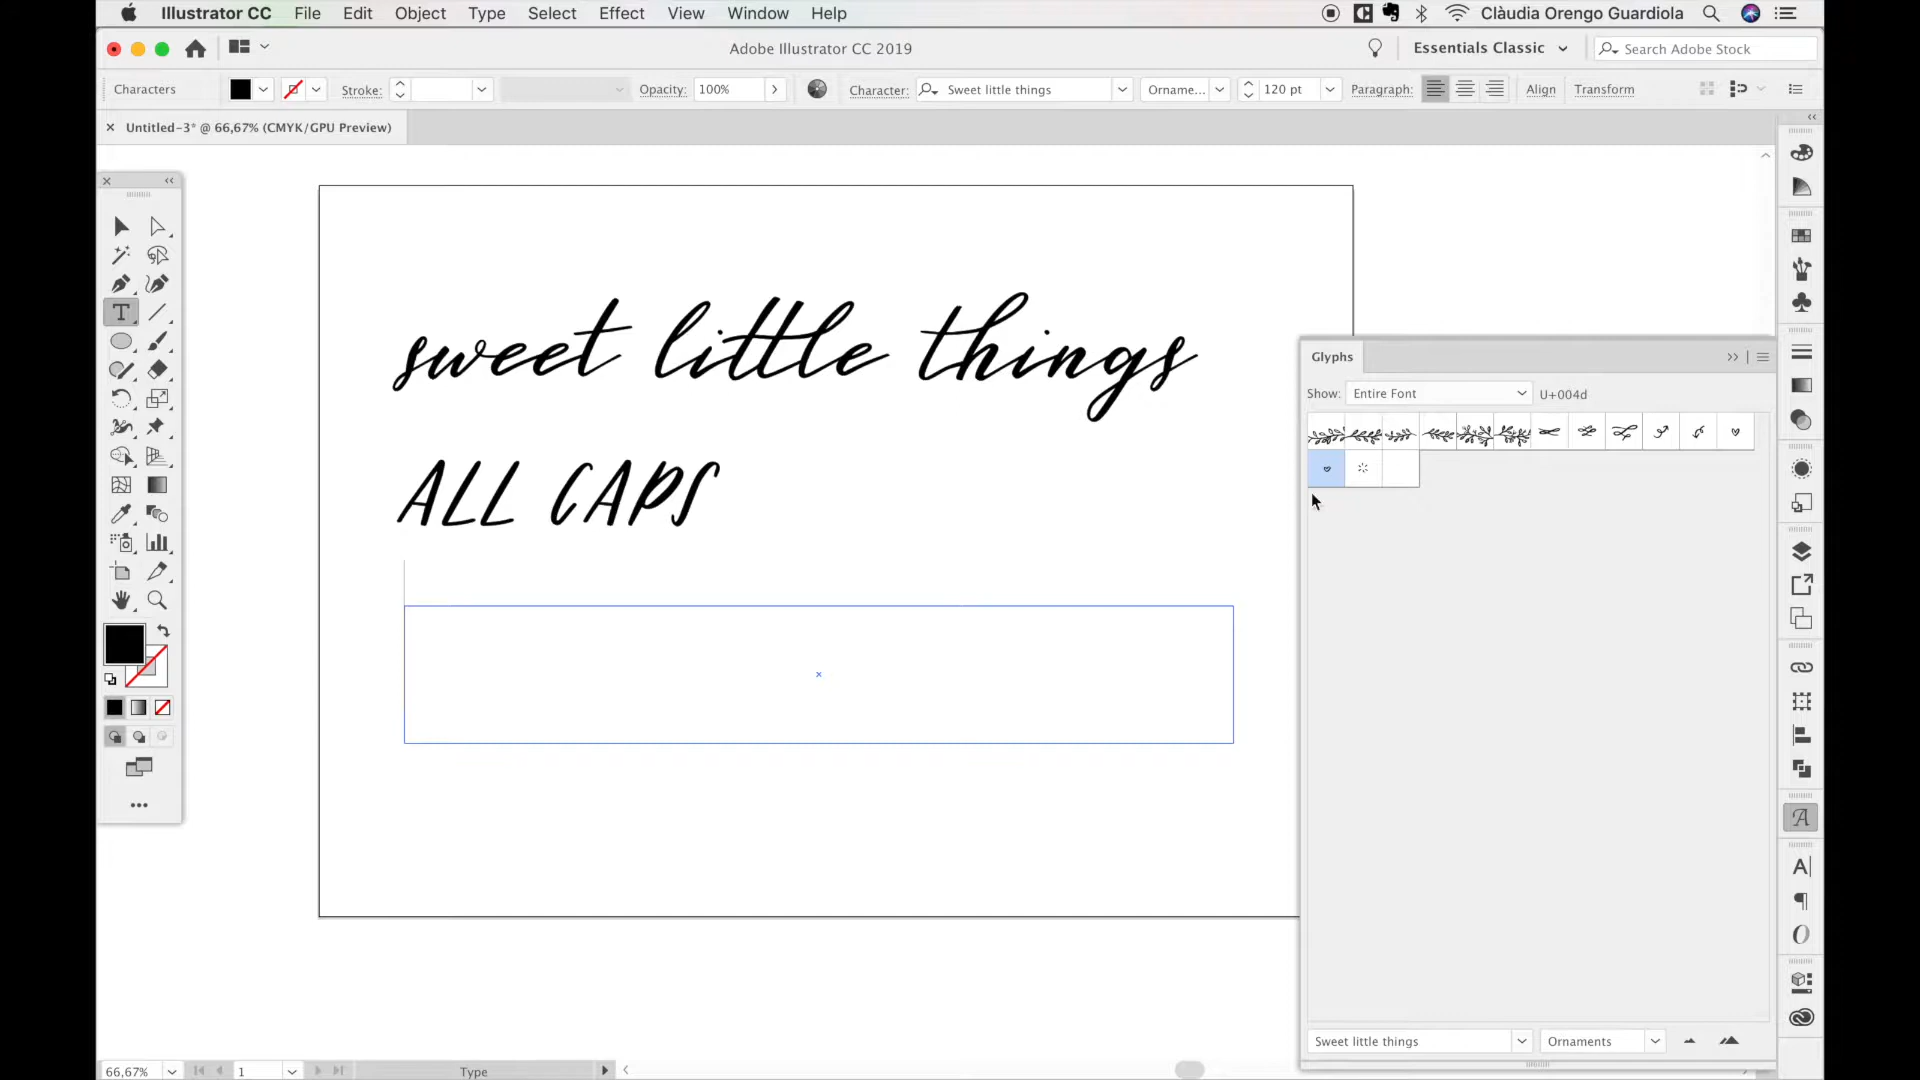 Illustrator CC File Edit Object Type Select Effect View Window Help Clàudia Orengo Guardiola
Adobe Illustrator CC 2019 Essentials Classic Search Adobe Stock
Characters Stroke: Opacity: 100% Character: Sweet little things Orname... 120 pt Paragraph: Align Transform
Untitled-3* @ 66,67% (CMYK/GPU Preview)
sweet little things
ALL CAPS
Glyphs
Show: Entire Font U+004d
Sweet little things Ornaments
66,67% 1 Type